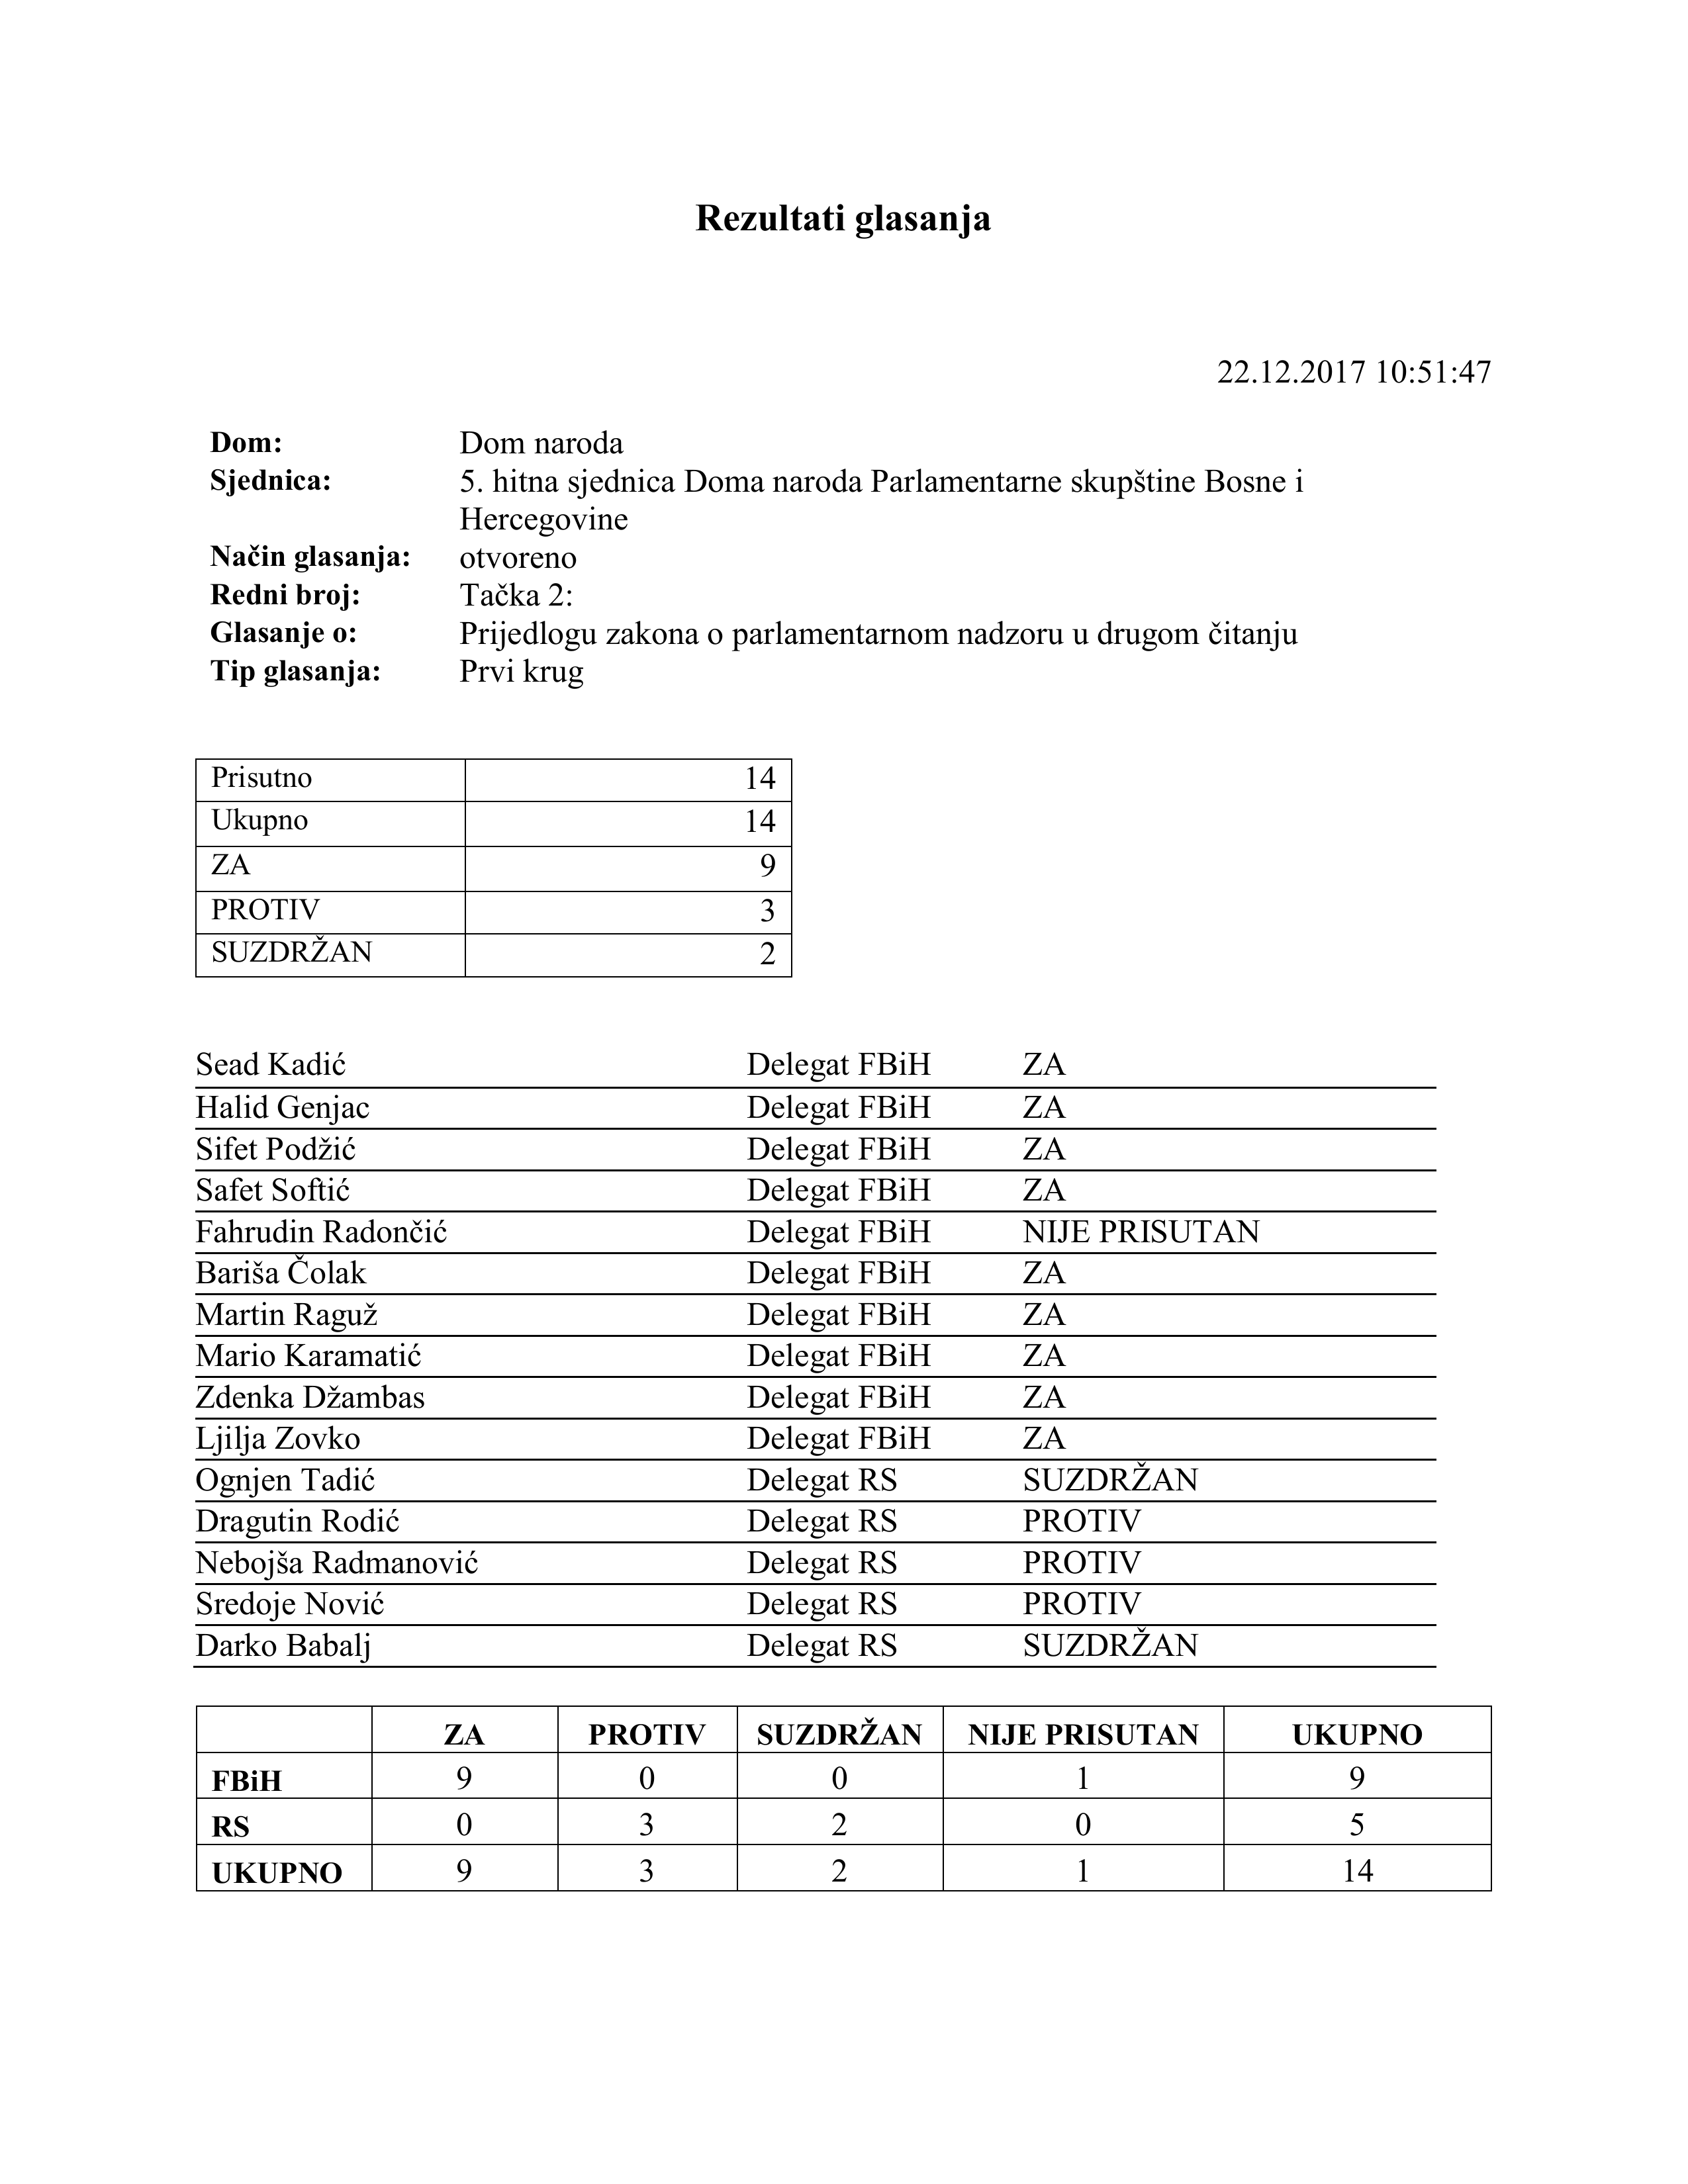 Rezultati glasanja
22.12.2017 10:51:47
Dom: Dom naroda
Sjednica: 5. hitna sjednica Doma naroda Parlamentarne skupštine Bosne i
Hercegovine
Način glasanja: otvoreno
Redni broj: Tačka 2:
Glasanje o: Prijedlogu zakona o parlamentarnom nadzoru u drugom čitanju
Tip glasanja: Prvi krug
Prisutno 14
Ukupno 14
ZA 9
PROTIV 3
SUZDRŽAN 2
Sead Kadić Delegat FBiH ZA
Halid Genjac Delegat FBiH ZA
Sifet Podžić Delegat FBiH ZA
Safet Softić Delegat FBiH ZA
Fahrudin Radončić Delegat FBiH NIJE PRISUTAN
Bariša Čolak Delegat FBiH ZA
Martin Raguž Delegat FBiH ZA
Mario Karamatić Delegat FBiH ZA
Zdenka Džambas Delegat FBiH ZA
Ljilja Zovko Delegat FBiH ZA
Ognjen Tadić Delegat RS SUZDRŽAN
Dragutin Rodić Delegat RS PROTIV
Nebojša Radmanović Delegat RS PROTIV
Sredoje Nović Delegat RS PROTIV
Darko Babalj Delegat RS SUZDRŽAN
ZA PROTIV SUZDRŽAN NIJE PRISUTAN UKUPNO
FBiH 9 0 0 1 9
RS 0 3 2 0 5
UKUPNO 9 3 2 1 14